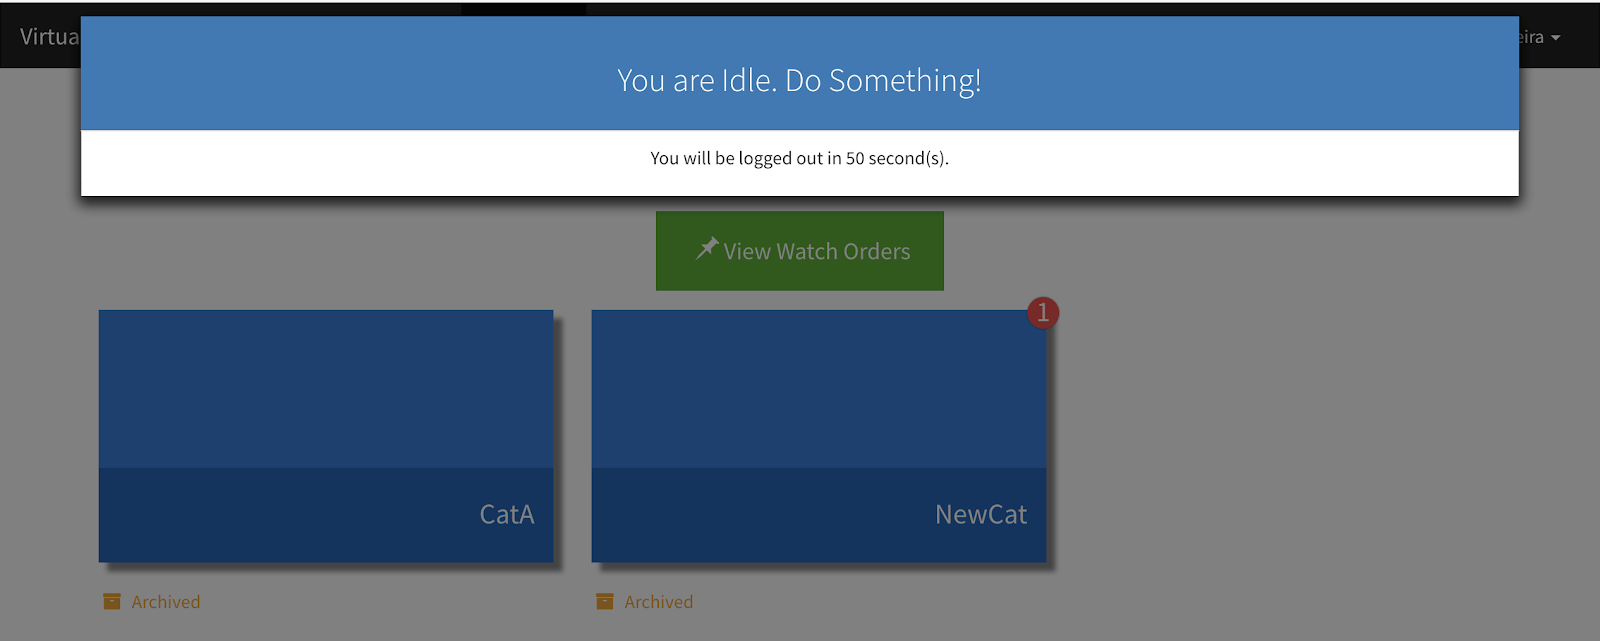 You are Idle. Do Something!
You will be logged out in 50 second(s).
View Watch Orders
1
CatA
NewCat
Archived
Archived